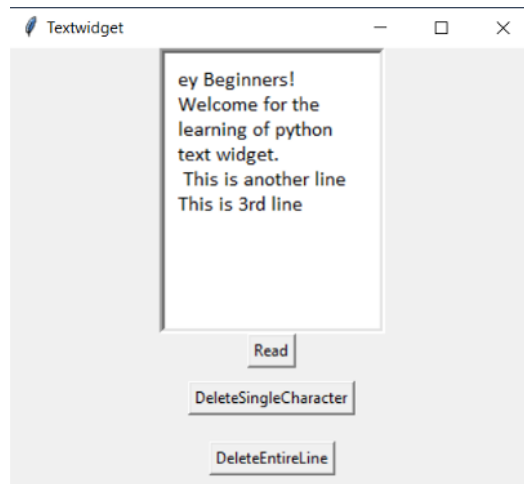 Textwidget
ey Beginners!
Welcome for the
learning of python
text widget.
This is another line
This is 3rd line
Read
DeleteSingleCharacter
DeleteEntireLine